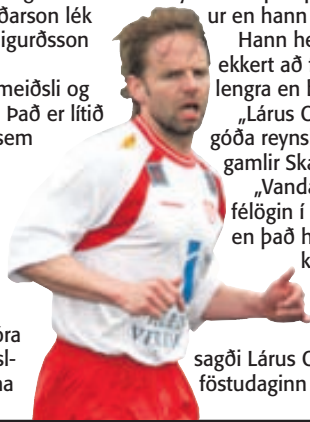 ðarson lék
igurðsson
meiðsli og
Það er lítið
sem
óra
sl-
na
ur en hann
Hann he
ekkert að
lengra en
„Lárus O
góða reyns
gamlir Ska
„Vanda
félögin í
en það h
k
sagði Lárus O
föstudaginn